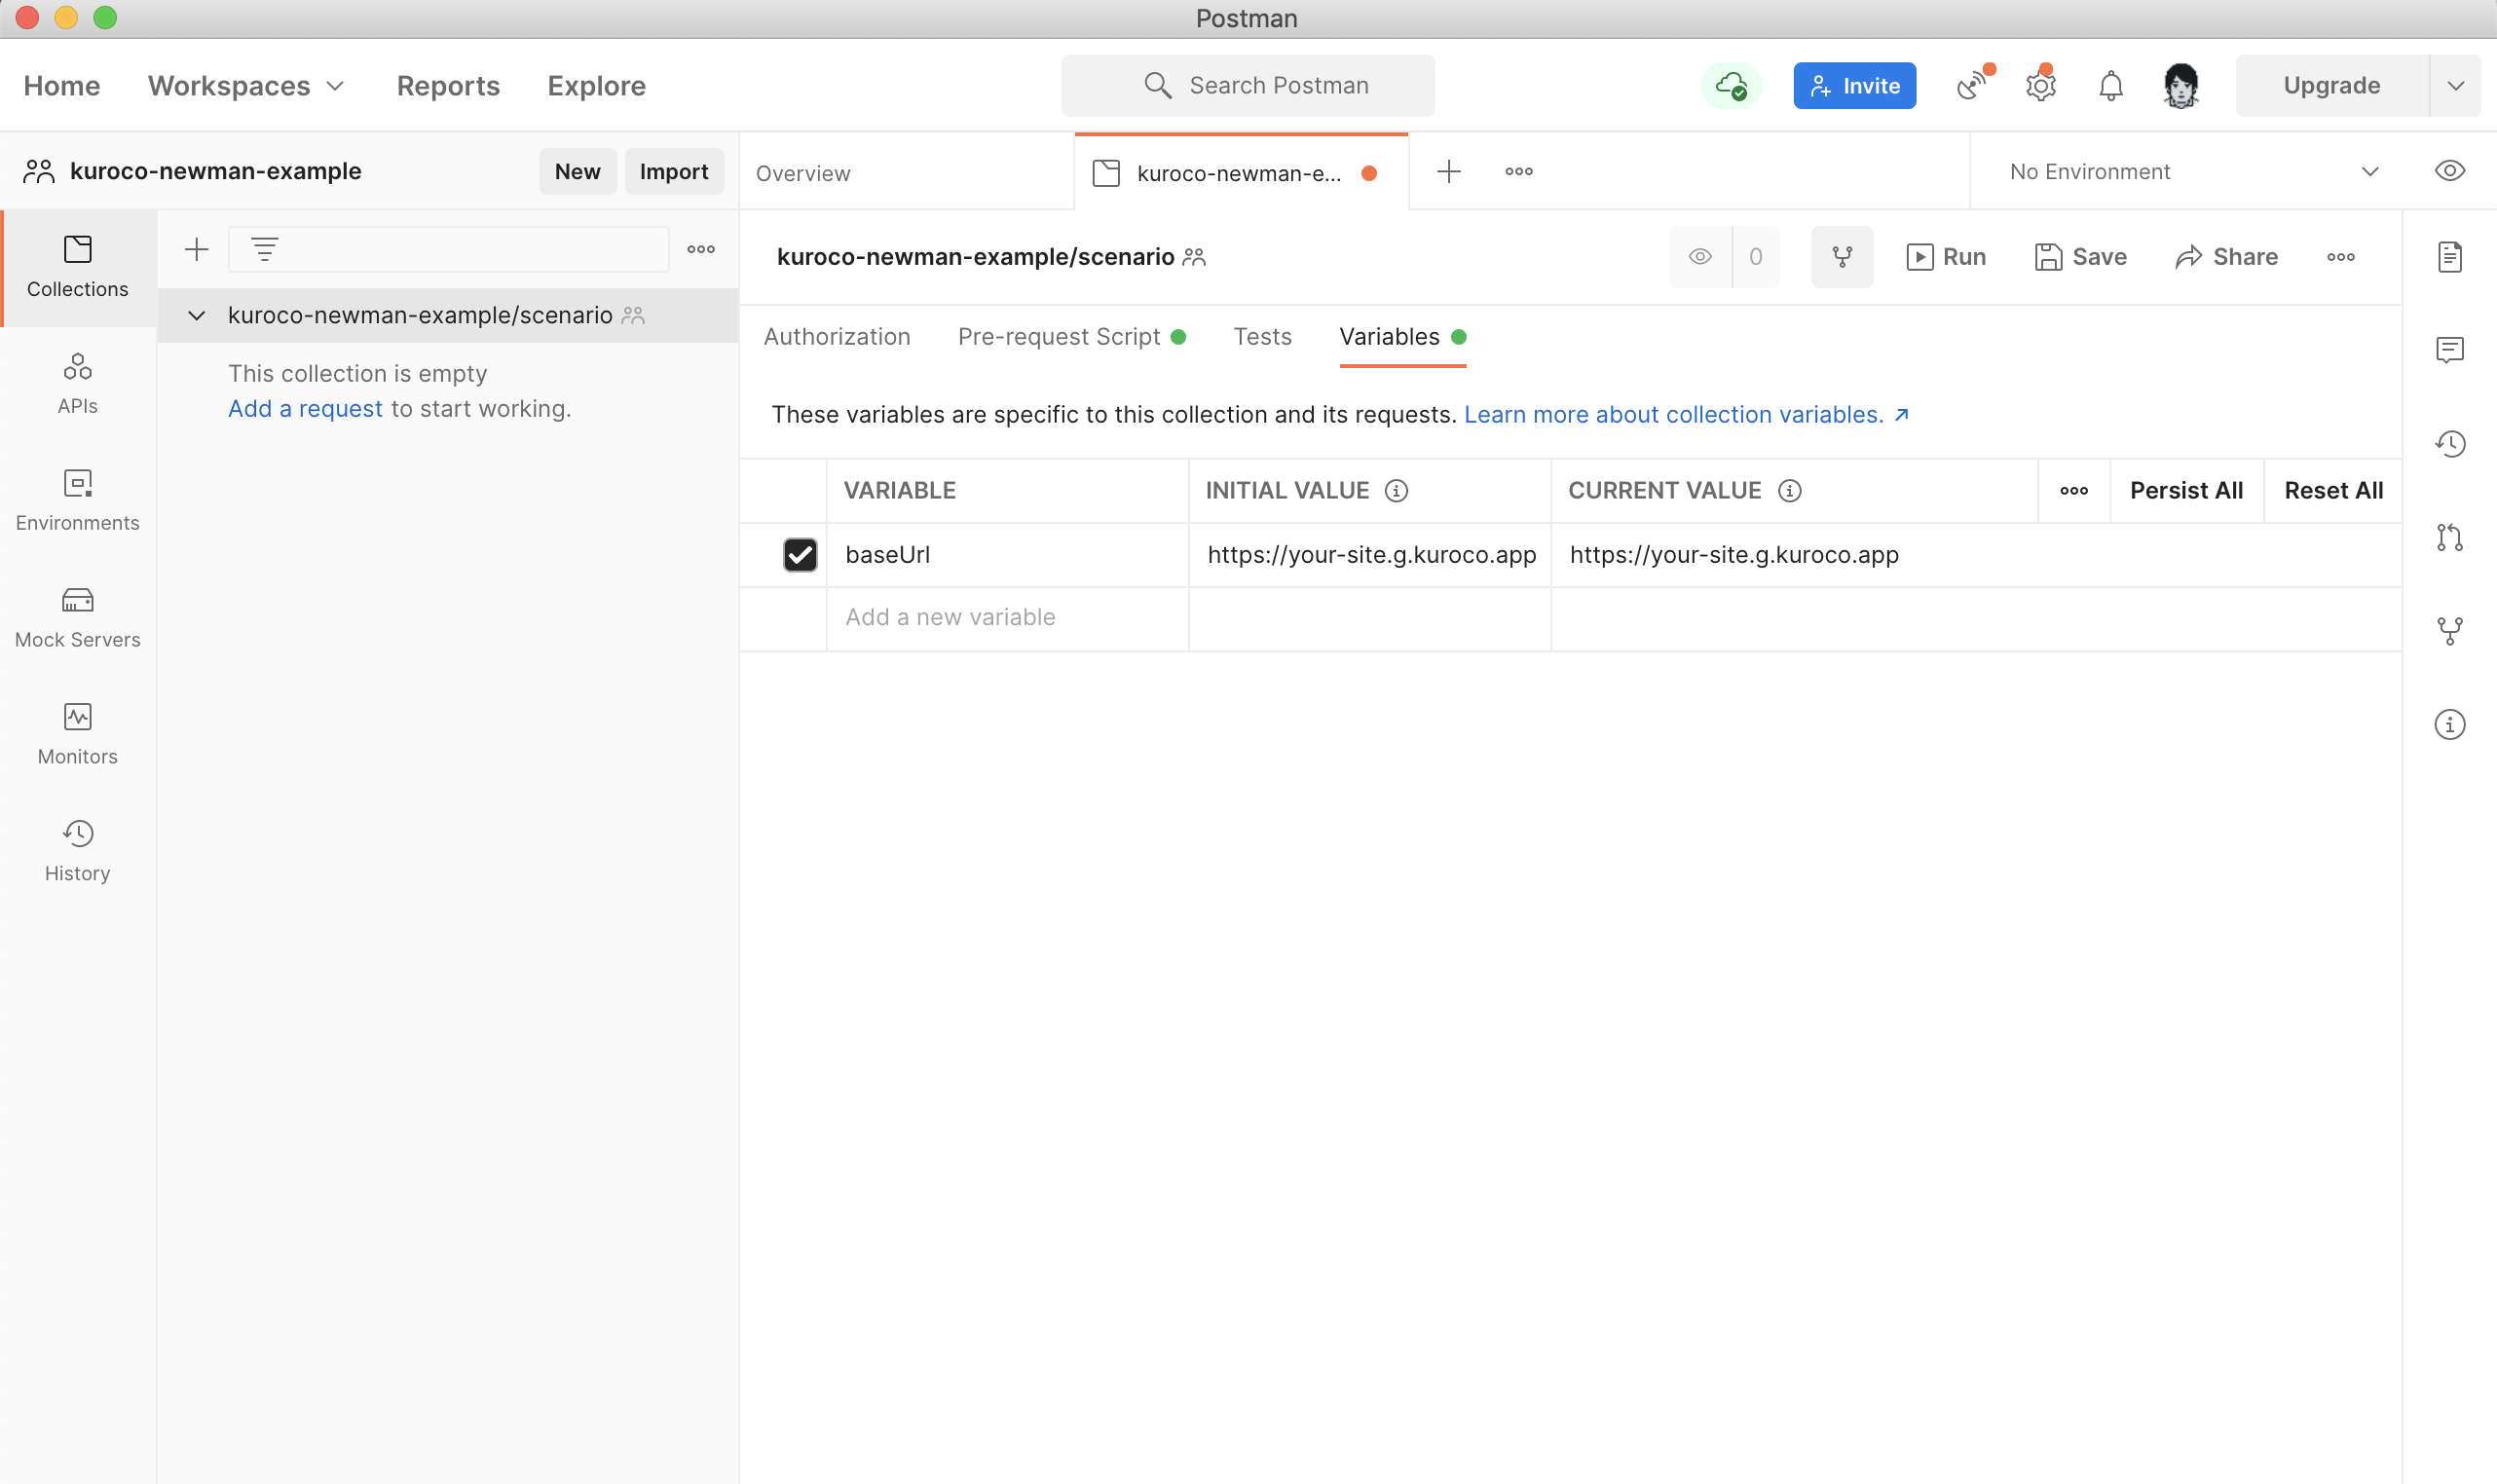 Postman
Home Workspaces Reports Explore Search Postman Invite Upgrade
kuroco-newman-example New Import Overview kuroco-newman-e... No Environment
Collections
kuroco-newman-example/scenario
This collection is empty
Add a request to start working.
APIs
Environments
Mock Servers
Monitors
History
kuroco-newman-example/scenario 0 Run Save Share
Authorization Pre-request Script Tests Variables
These variables are specific to this collection and its requests. Learn more about collection variables. ↗
VARIABLE INITIAL VALUE CURRENT VALUE Persist All Reset All
baseUrl https://your-site.g.kuroco.app https://your-site.g.kuroco.app
Add a new variable